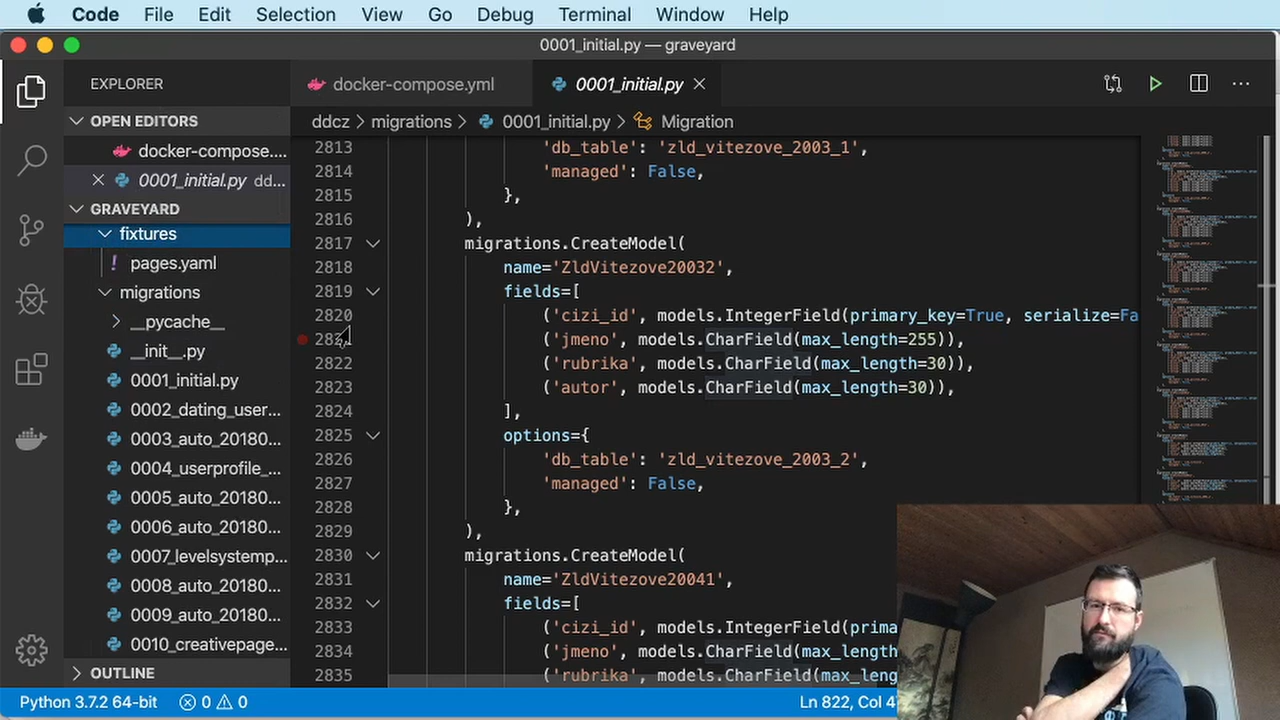 Code File Edit Selection View Go Debug Terminal Window Help
0001_initial.py — graveyard
EXPLORER
docker-compose.yml
0001_initial.py
OPEN EDITORS
docker-compose....
0001_initial.py dd...
GRAVEYARD
fixtures
pages.yaml
migrations
__pycache__
__init__.py
0001_initial.py
0002_dating_user...
0003_auto_20180...
0004_userprofile_...
0005_auto_20180...
0006_auto_20180...
0007_levelsystemp...
0008_auto_20180...
0009_auto_20180...
0010_creativepage...
OUTLINE
ddcz > migrations > 0001_initial.py > Migration
2813 'db_table': 'zld_vitezove_2003_1',
2814 'managed': False,
2815 },
2816 ),
2817 migrations.CreateModel(
2818 name='ZldVitezove20032',
2819 fields=[
2820 ('cizi_id', models.IntegerField(primary_key=True, serialize=Fa
('jmeno', models.CharField(max_length=255)),
2822 ('rubrika', models.CharField(max_length=30)),
2823 ('autor', models.CharField(max_length=30)),
2824 ],
2825 options={
2826 'db_table': 'zld_vitezove_2003_2',
2827 'managed': False,
2828 },
2829 ),
2830 migrations.CreateModel(
2831 name='ZldVitezove20041',
2832 fields=[
2833 ('cizi_id', models.IntegerField(prima
2834 ('jmeno', models.CharField(max_length
2835 ('rubrika', models.CharField(max_leng
Python 3.7.2 64-bit 0 0 Ln 822, Col 4